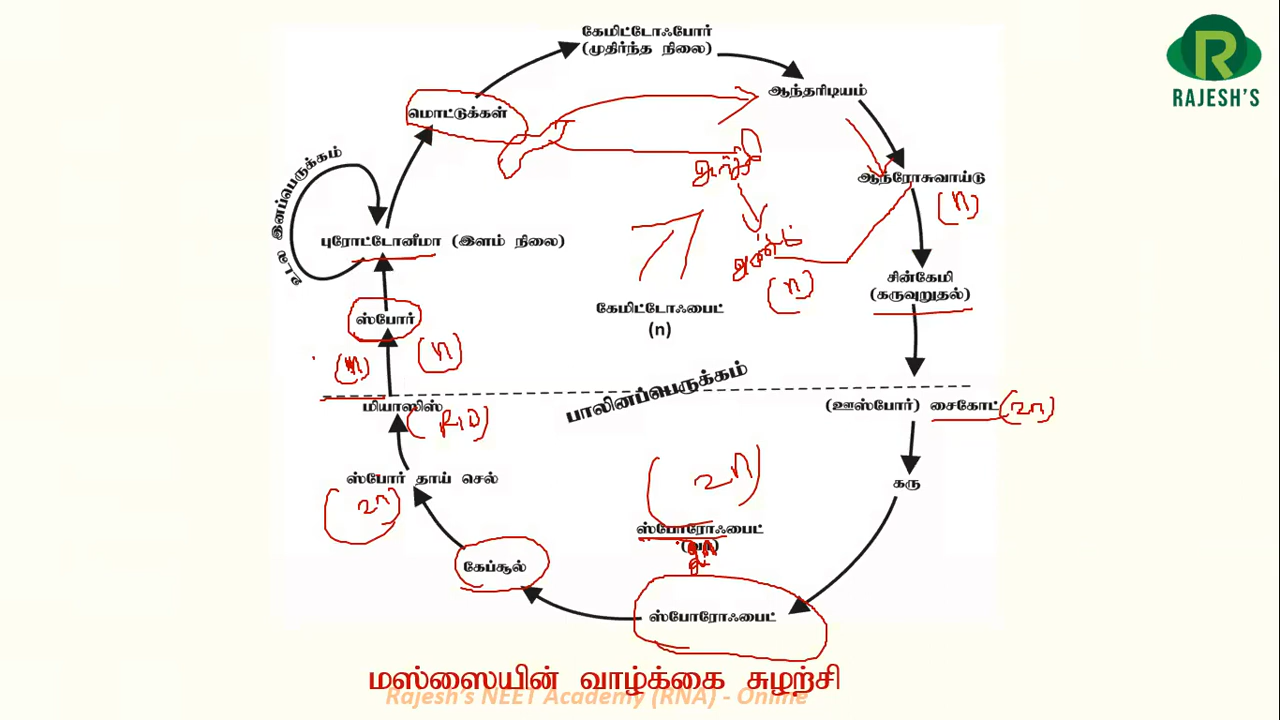 கேமிட்டோஃபோர்
(முதிர்ந்த நிலை)
RAJESH'S
ஆந்தரிடியம்
மொட்டுக்கள்
உடல இனப்பெருக்கம்
ஆந்ரோசுவாய்டு
(n)
புரோட்டோனீமா (இளம் நிலை)
சின்கேமி
(கருவுறுதல்)
(n)
கேமிட்டோஃபைட்
(n)
ஸ்போர்
(n)
பாலினப்பெருக்கம்
மியாஸிஸ்
(R/D)
(ஊஸ்போர்) சைகோட் (2n)
ஸ்போர் தாய் செல்
(2n)
கரு
(2n)
ஸ்போரோஃபைட்
கேப்சூல்
ஸ்போரோஃபைட்
மஸ்ஸையின் வாழ்க்கை சுழற்சி
Rajesh's NEET Academy (RNA) - Online